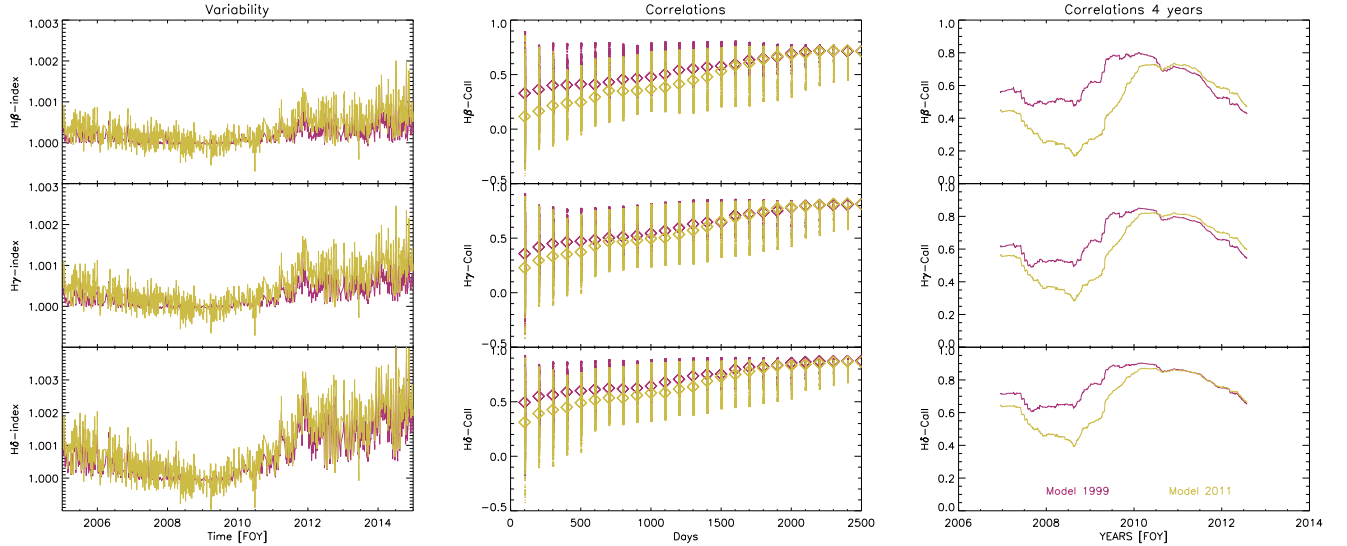 Variability
1.003
1.002
1.001
1.000
Hβ-index
1.003
1.002
1.001
1.000
Hγ-index
1.003
1.002
1.001
1.000
Hδ-index
2006 2008 2010 2012 2014
Time [FOY]
Correlations
1.0
0.5
0.0
-0.5
Hβ-CaII
1.0
0.5
0.0
-0.5
Hγ-CaII
1.0
0.5
0.0
-0.5
Hδ-CaII
0 500 1000 1500 2000 2500
Days
Correlations 4 years
1.0
0.8
0.6
0.4
0.2
0.0
Hβ-CaII
1.0
0.8
0.6
0.4
0.2
0.0
Hγ-CaII
1.0
0.8
0.6
0.4
0.2
0.0
Hδ-CaII
Model 1999 Model 2011
2006 2008 2010 2012 2014
YEARS [FOY]